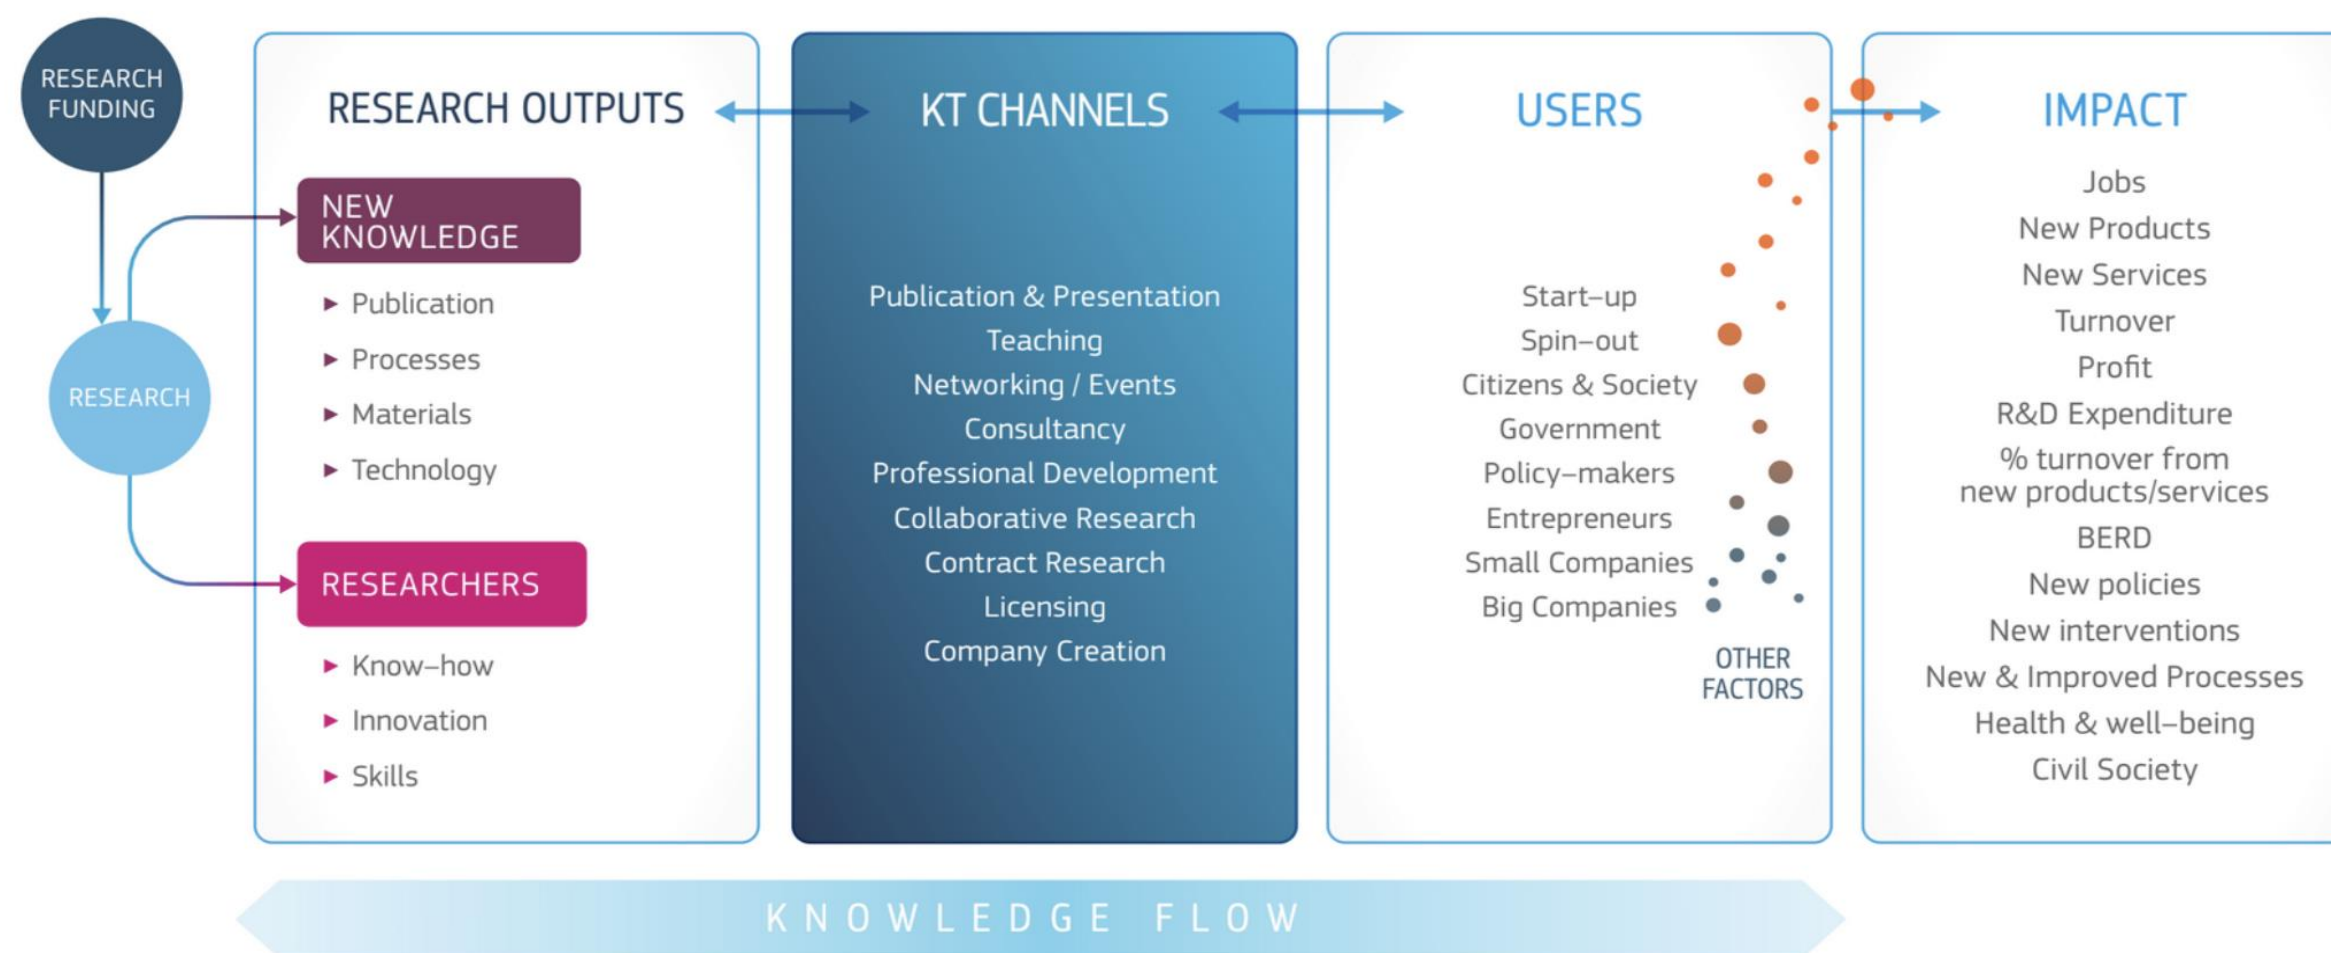 RESEARCH
FUNDING
RESEARCH
RESEARCH OUTPUTS
NEW
KNOWLEDGE
Publication
Processes
Materials
Technology
RESEARCHERS
Know–how
Innovation
Skills
KT CHANNELS
Publication & Presentation
Teaching
Networking / Events
Consultancy
Professional Development
Collaborative Research
Contract Research
Licensing
Company Creation
USERS
Start–up
Spin–out
Citizens & Society
Government
Policy–makers
Entrepreneurs
Small Companies
Big Companies
OTHER
FACTORS
IMPACT
Jobs
New Products
New Services
Turnover
Profit
R&D Expenditure
% turnover from
new products/services
BERD
New policies
New interventions
New & Improved Processes
Health & well–being
Civil Society
KNOWLEDGE FLOW